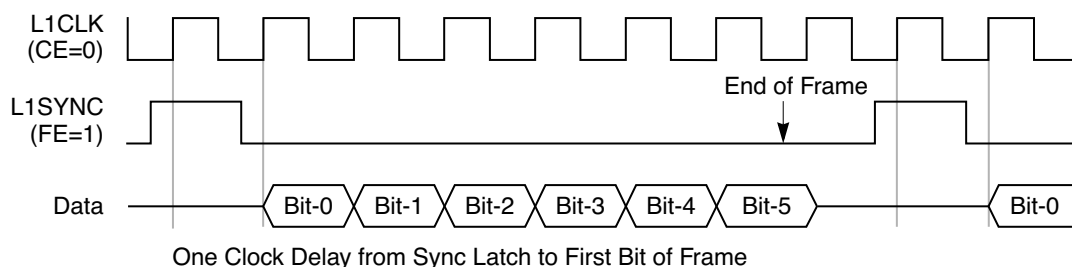 L1CLK
(CE=0)
End of Frame
L1SYNC
(FE=1)
Data
Bit-0
Bit-1
Bit-2
Bit-3
Bit-4
Bit-5
Bit-0
One Clock Delay from Sync Latch to First Bit of Frame